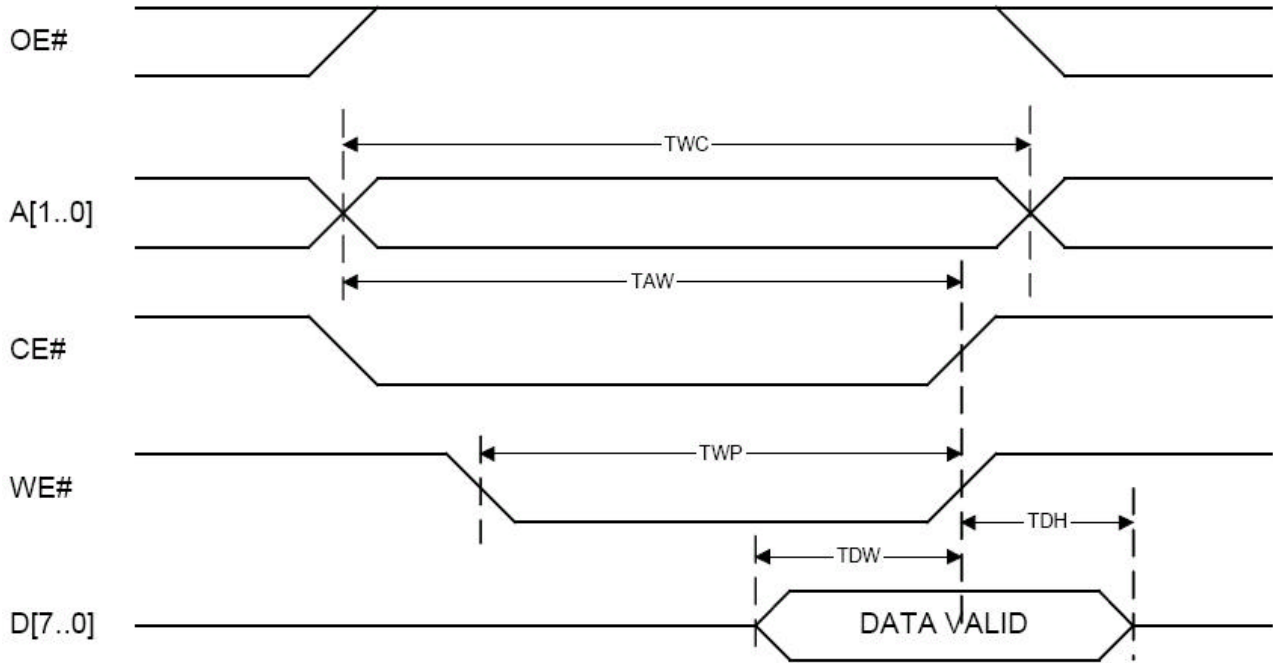 OE#
TWC
A[1..0]
TAW
CE#
TWP
WE#
TDH
TDW
D[7..0]
DATA VALID